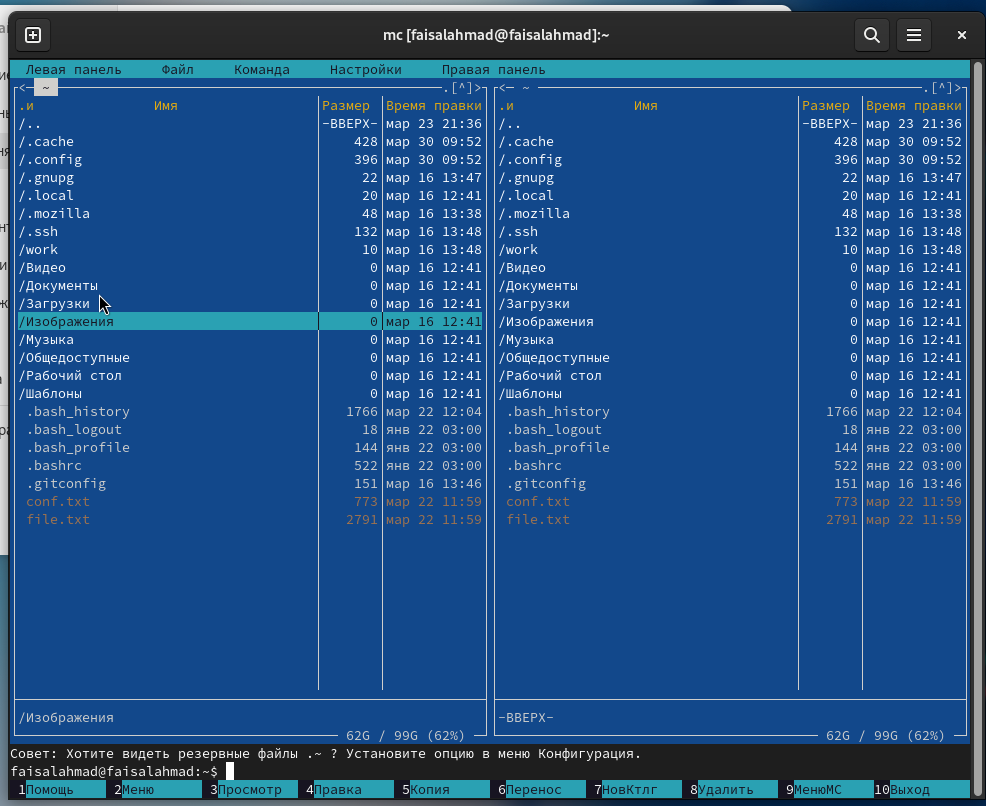 mc [faisalahmad@faisalahmad]:~
Левая панель Файл Команда Настройки Правая панель
<─ ~ .[^]> <─ ~ .[^]>
.и Имя Размер Время правки .и Имя Размер Время правки
/.. -ВВЕРХ- мар 23 21:36 /.. -ВВЕРХ- мар 23 21:36
/.cache 428 мар 30 09:52 /.cache 428 мар 30 09:52
/.config 396 мар 30 09:52 /.config 396 мар 30 09:52
/.gnupg 22 мар 16 13:47 /.gnupg 22 мар 16 13:47
/.local 20 мар 16 12:41 /.local 20 мар 16 12:41
/.mozilla 48 мар 16 13:38 /.mozilla 48 мар 16 13:38
/.ssh 132 мар 16 13:48 /.ssh 132 мар 16 13:48
/work 10 мар 16 13:48 /work 10 мар 16 13:48
/Видео 0 мар 16 12:41 /Видео 0 мар 16 12:41
/Документы 0 мар 16 12:41 /Документы 0 мар 16 12:41
/Загрузки 0 мар 16 12:41 /Загрузки 0 мар 16 12:41
/Изображения 0 мар 16 12:41 /Изображения 0 мар 16 12:41
/Музыка 0 мар 16 12:41 /Музыка 0 мар 16 12:41
/Общедоступные 0 мар 16 12:41 /Общедоступные 0 мар 16 12:41
/Рабочий стол 0 мар 16 12:41 /Рабочий стол 0 мар 16 12:41
/Шаблоны 0 мар 16 12:41 /Шаблоны 0 мар 16 12:41
.bash_history 1766 мар 22 12:04 .bash_history 1766 мар 22 12:04
.bash_logout 18 янв 22 03:00 .bash_logout 18 янв 22 03:00
.bash_profile 144 янв 22 03:00 .bash_profile 144 янв 22 03:00
.bashrc 522 янв 22 03:00 .bashrc 522 янв 22 03:00
.gitconfig 151 мар 16 13:46 .gitconfig 151 мар 16 13:46
conf.txt 773 мар 22 11:59 conf.txt 773 мар 22 11:59
file.txt 2791 мар 22 11:59 file.txt 2791 мар 22 11:59
/Изображения -ВВЕРХ-
62G / 99G (62%) 62G / 99G (62%)
Совет: Хотите видеть резервные файлы .~ ? Установите опцию в меню Конфигурация.
faisalahmad@faisalahmad:~$
1Помощь 2Меню 3Просмотр 4Правка 5Копия 6Перенос 7НовКтлг 8Удалить 9МенюМС 10Выход